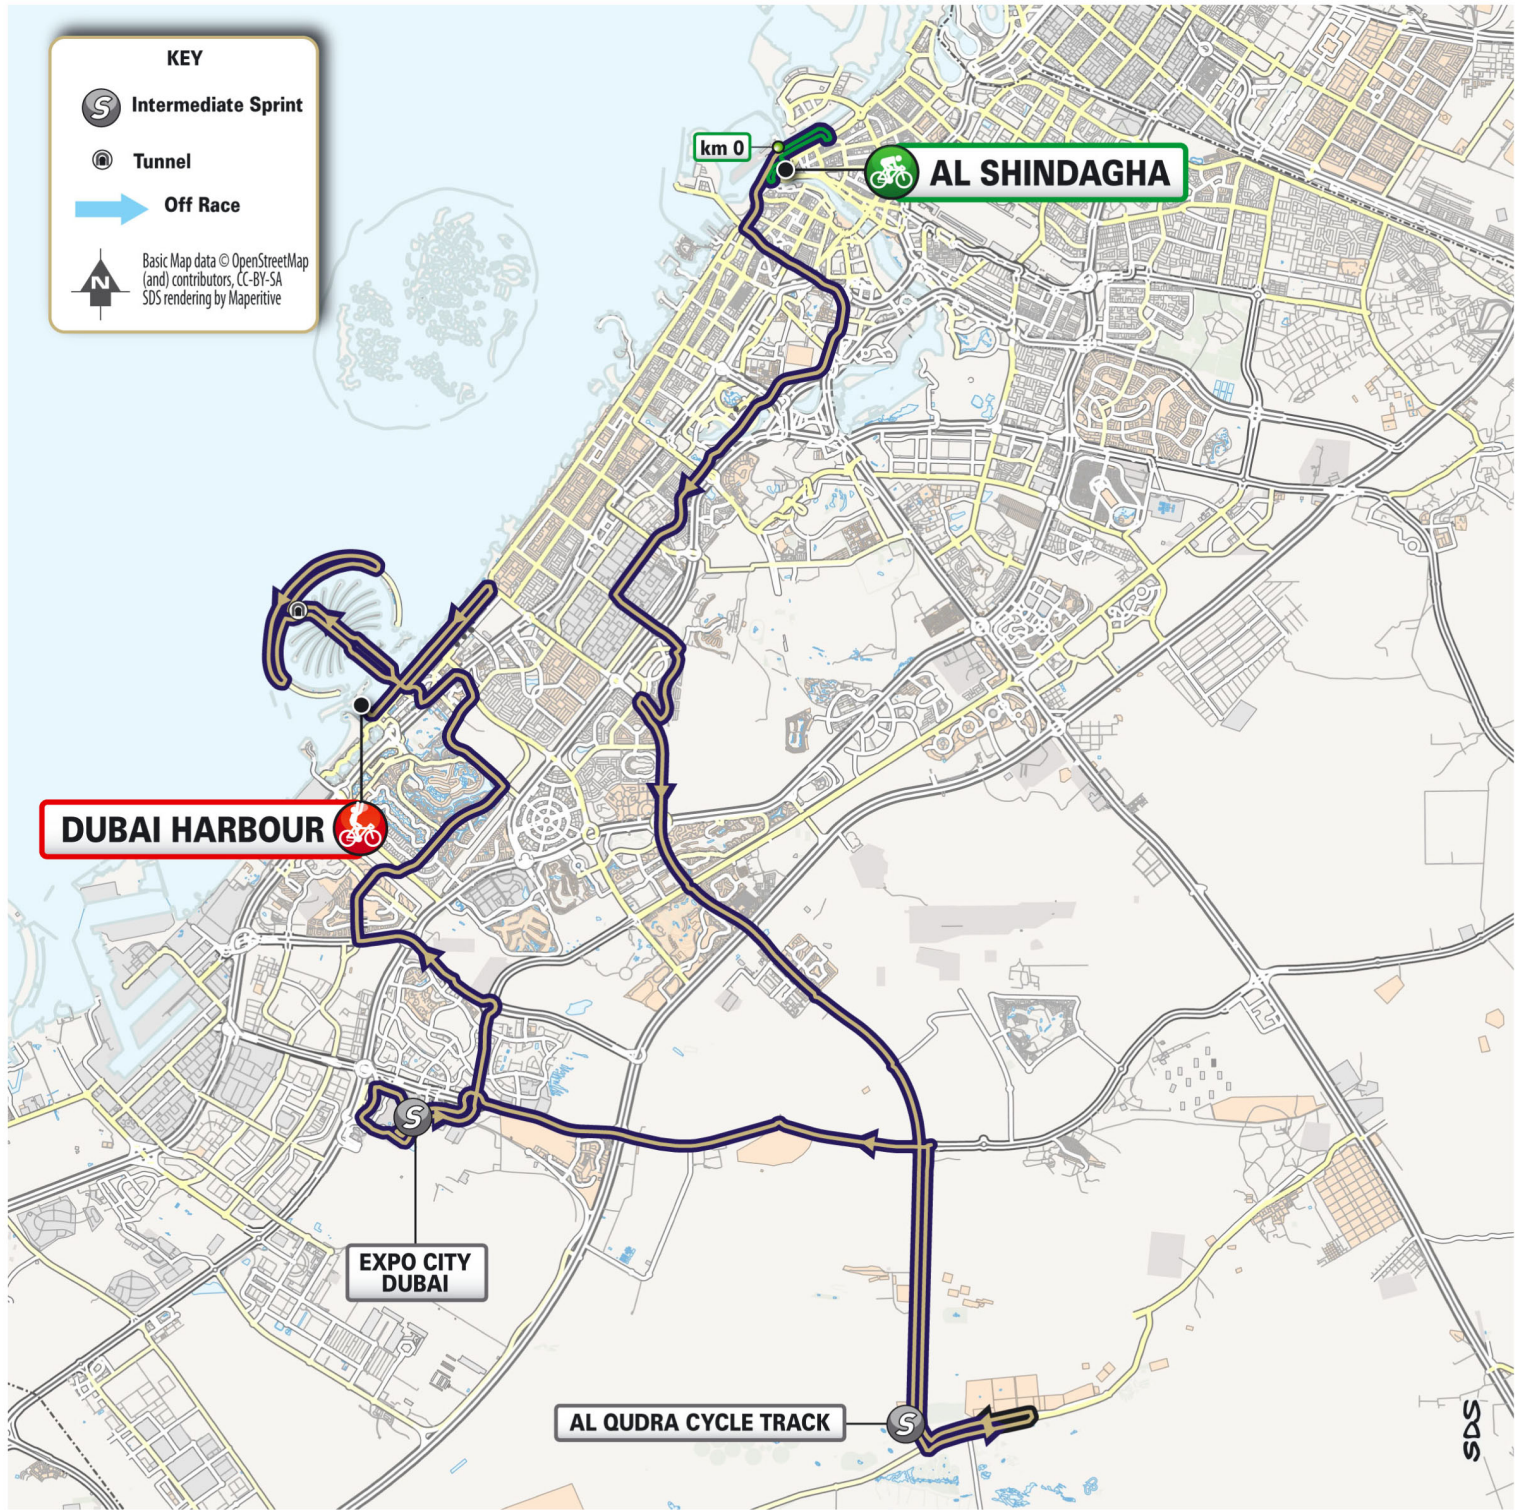 KEY
S Intermediate Sprint
Tunnel
Off Race
N
Basic Map data © OpenStreetMap
(and) contributors, CC-BY-SA
SDS rendering by Maperitive
km 0
AL SHINDAGHA
DUBAI HARBOUR
S
EXPO CITY
DUBAI
AL QUDRA CYCLE TRACK
S
SDS